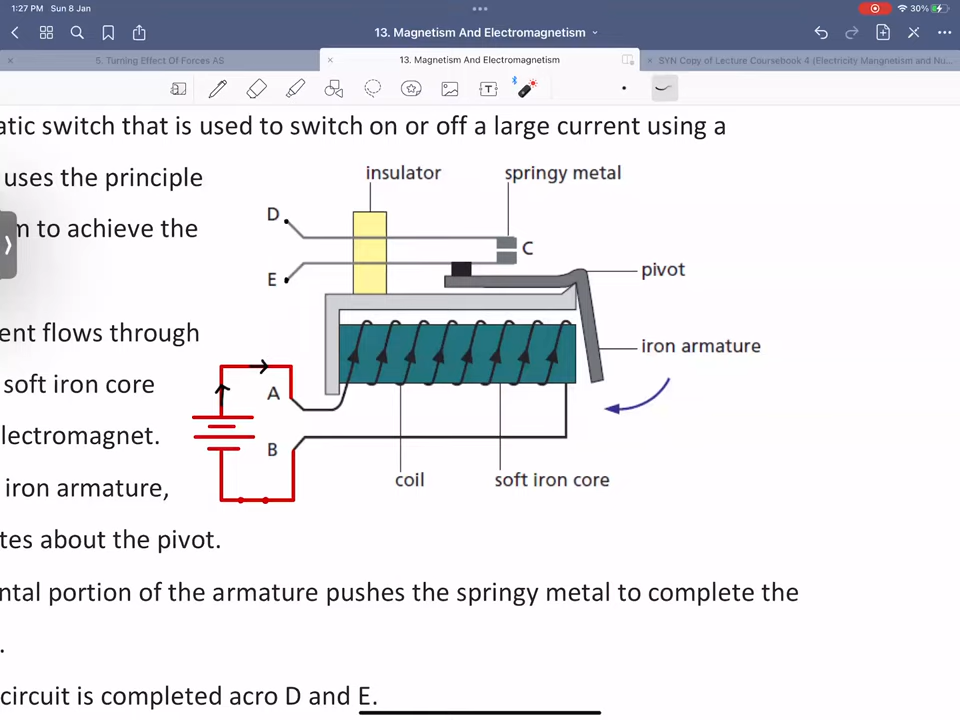 1:27 PM Sun 8 Jan
30%
13. Magnetism And Electromagnetism
5. Turning Effect Of Forces AS
13. Magnetism And Electromagnetism
SYN Copy of Lecture Coursebook 4 (Electricity Mangnetism and Nu...
T
atic switch that is used to switch on or off a large current using a
uses the principle
m to achieve the
ent flows through
soft iron core
lectromagnet.
iron armature,
tes about the pivot.
insulator
springy metal
D
C
E
pivot
iron armature
A
B
coil
soft iron core
ntal portion of the armature pushes the springy metal to complete the
.
circuit is completed acro D and E.